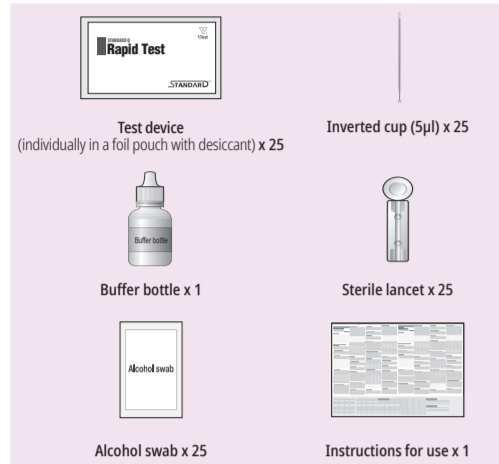 STANDARD Q
Rapid Test
1Test
STANDARD
Test device
(individually in a foil pouch with desiccant) x 25
Inverted cup (5μl) x 25
Buffer bottle
Buffer bottle x 1
Sterile lancet x 25
Alcohol swab
Alcohol swab x 25
Instructions for use x 1